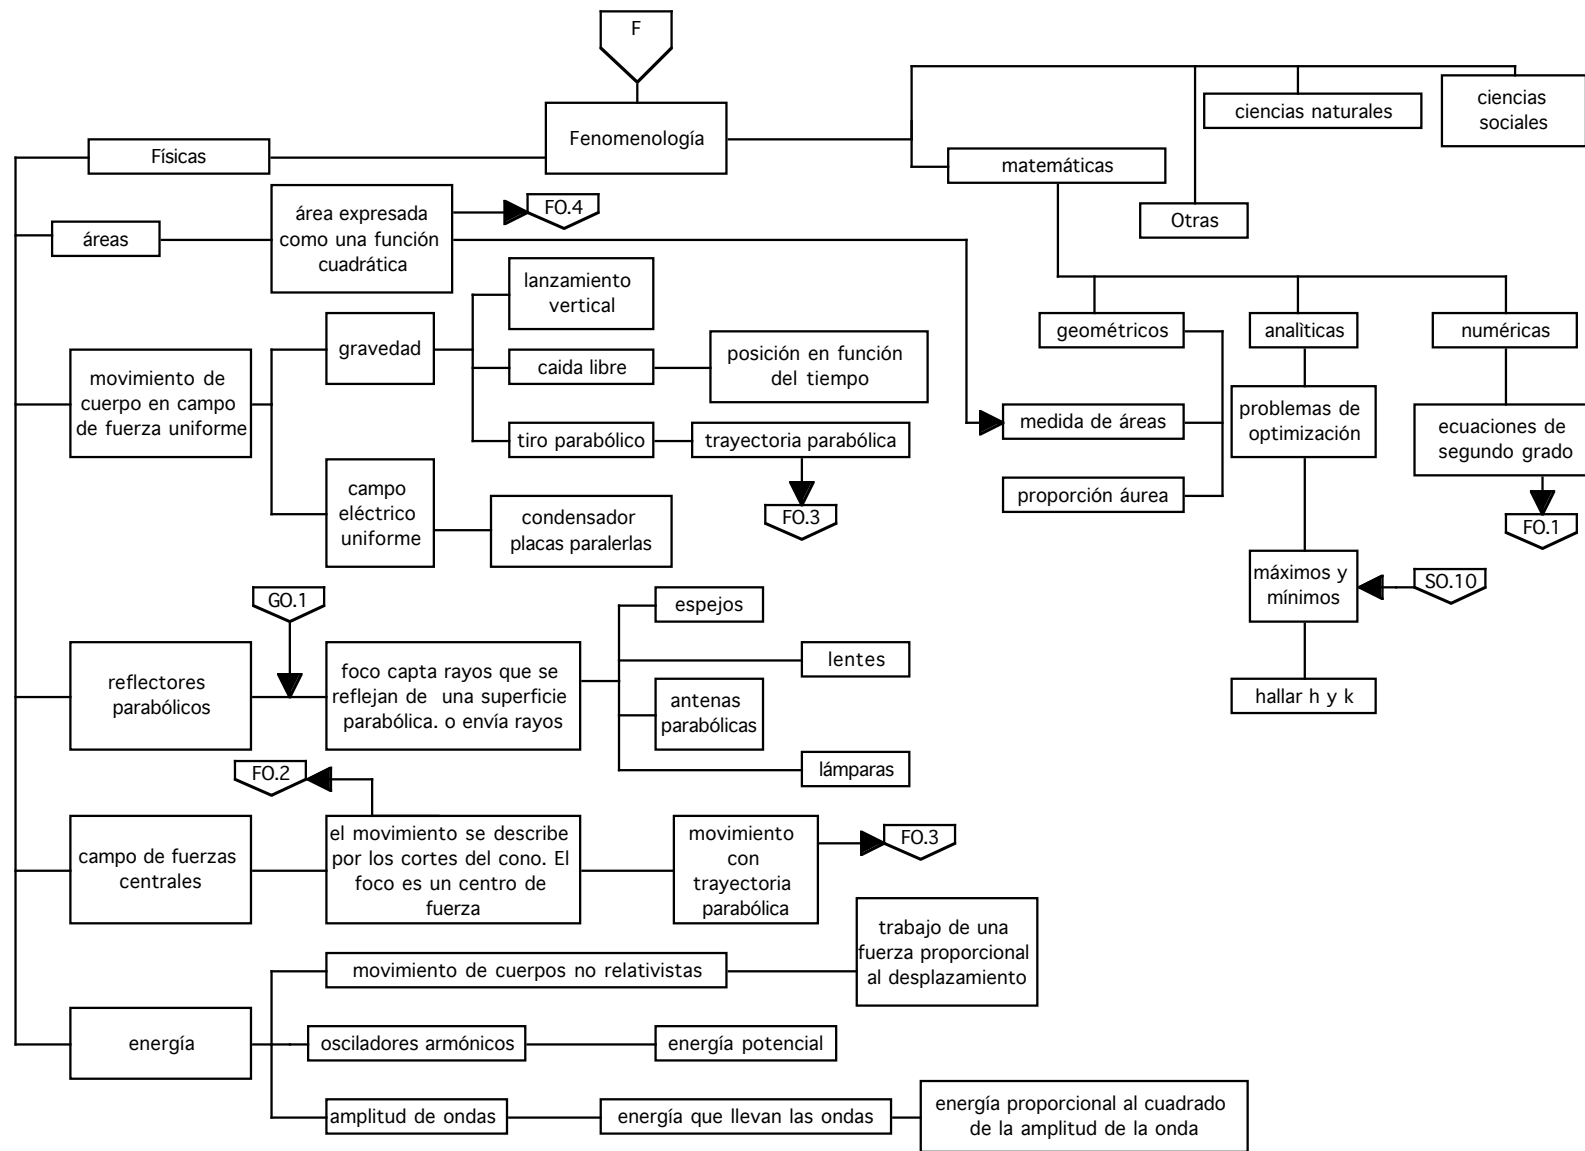 F
Fenomenología
ciencias naturales
ciencias
sociales
Físicas
matemáticas
Otras
áreas
área expresada
como una función
cuadrática
FO.4
lanzamiento
vertical
gravedad
caida libre
posición en función
del tiempo
tiro parabólico
trayectoria parabólica
FO.3
movimiento de
cuerpo en campo
de fuerza uniforme
campo
eléctrico
uniforme
condensador
placas paralerlas
geométricos
analìticas
numéricas
medida de áreas
proporción áurea
problemas de
optimización
ecuaciones de
segundo grado
FO.1
máximos y
mínimos
SO.10
hallar h y k
GO.1
reflectores
parabólicos
foco capta rayos que se
reflejan de una superficie
parabólica. o envía rayos
espejos
lentes
antenas
parabólicas
lámparas
FO.2
campo de fuerzas
centrales
el movimiento se describe
por los cortes del cono. El
foco es un centro de
fuerza
movimiento
con
trayectoria
parabólica
FO.3
energía
movimiento de cuerpos no relativistas
trabajo de una
fuerza proporcional
al desplazamiento
osciladores armónicos
energía potencial
amplitud de ondas
energía que llevan las ondas
energía proporcional al cuadrado
de la amplitud de la onda